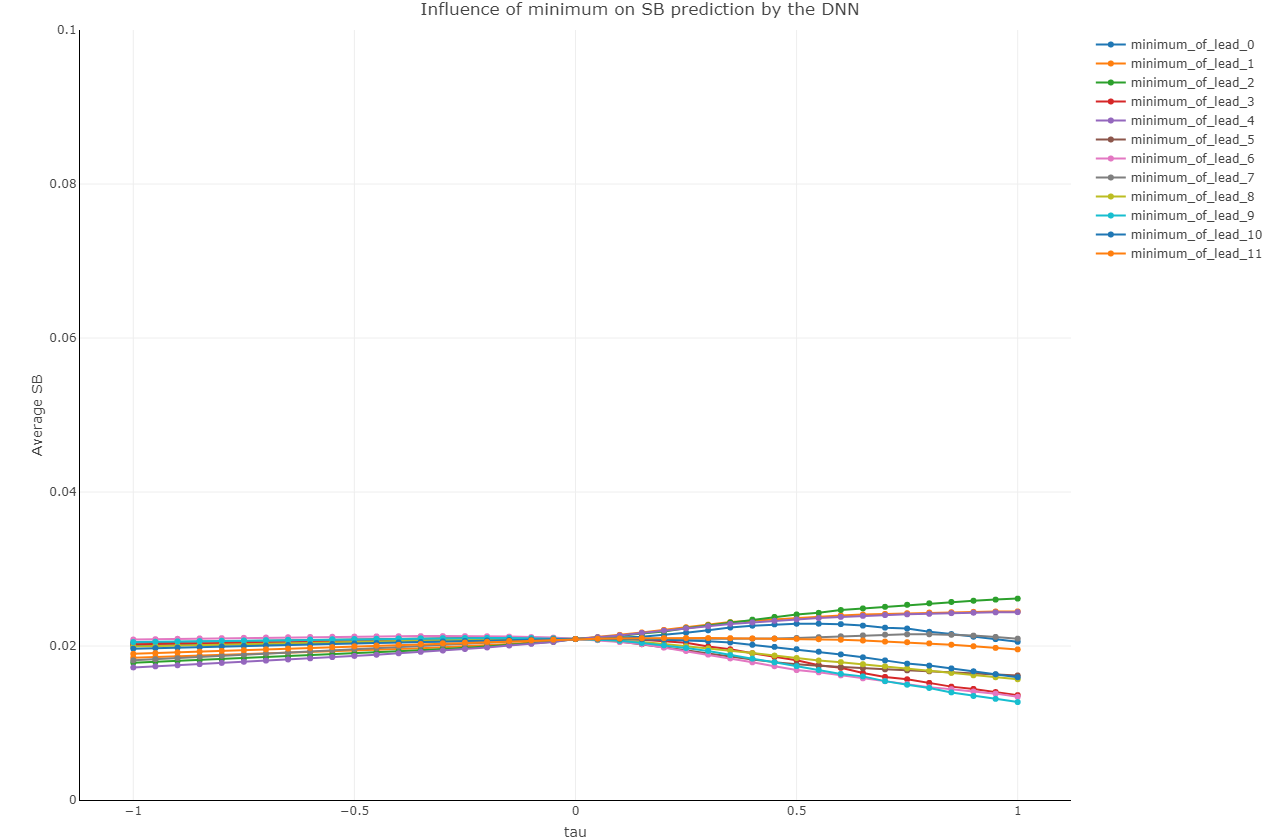 Influence of minimum on SB prediction by the DNN
0.1
0.08
0.06
0.04
0.02
0
Average SB
−1
−0.5
0
0.5
1
tau
minimum_of_lead_0
minimum_of_lead_1
minimum_of_lead_2
minimum_of_lead_3
minimum_of_lead_4
minimum_of_lead_5
minimum_of_lead_6
minimum_of_lead_7
minimum_of_lead_8
minimum_of_lead_9
minimum_of_lead_10
minimum_of_lead_11